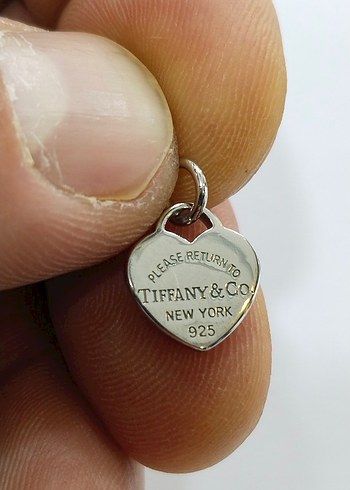 PLEASE RETURN TO
TIFFANY & CO.
NEW YORK
925